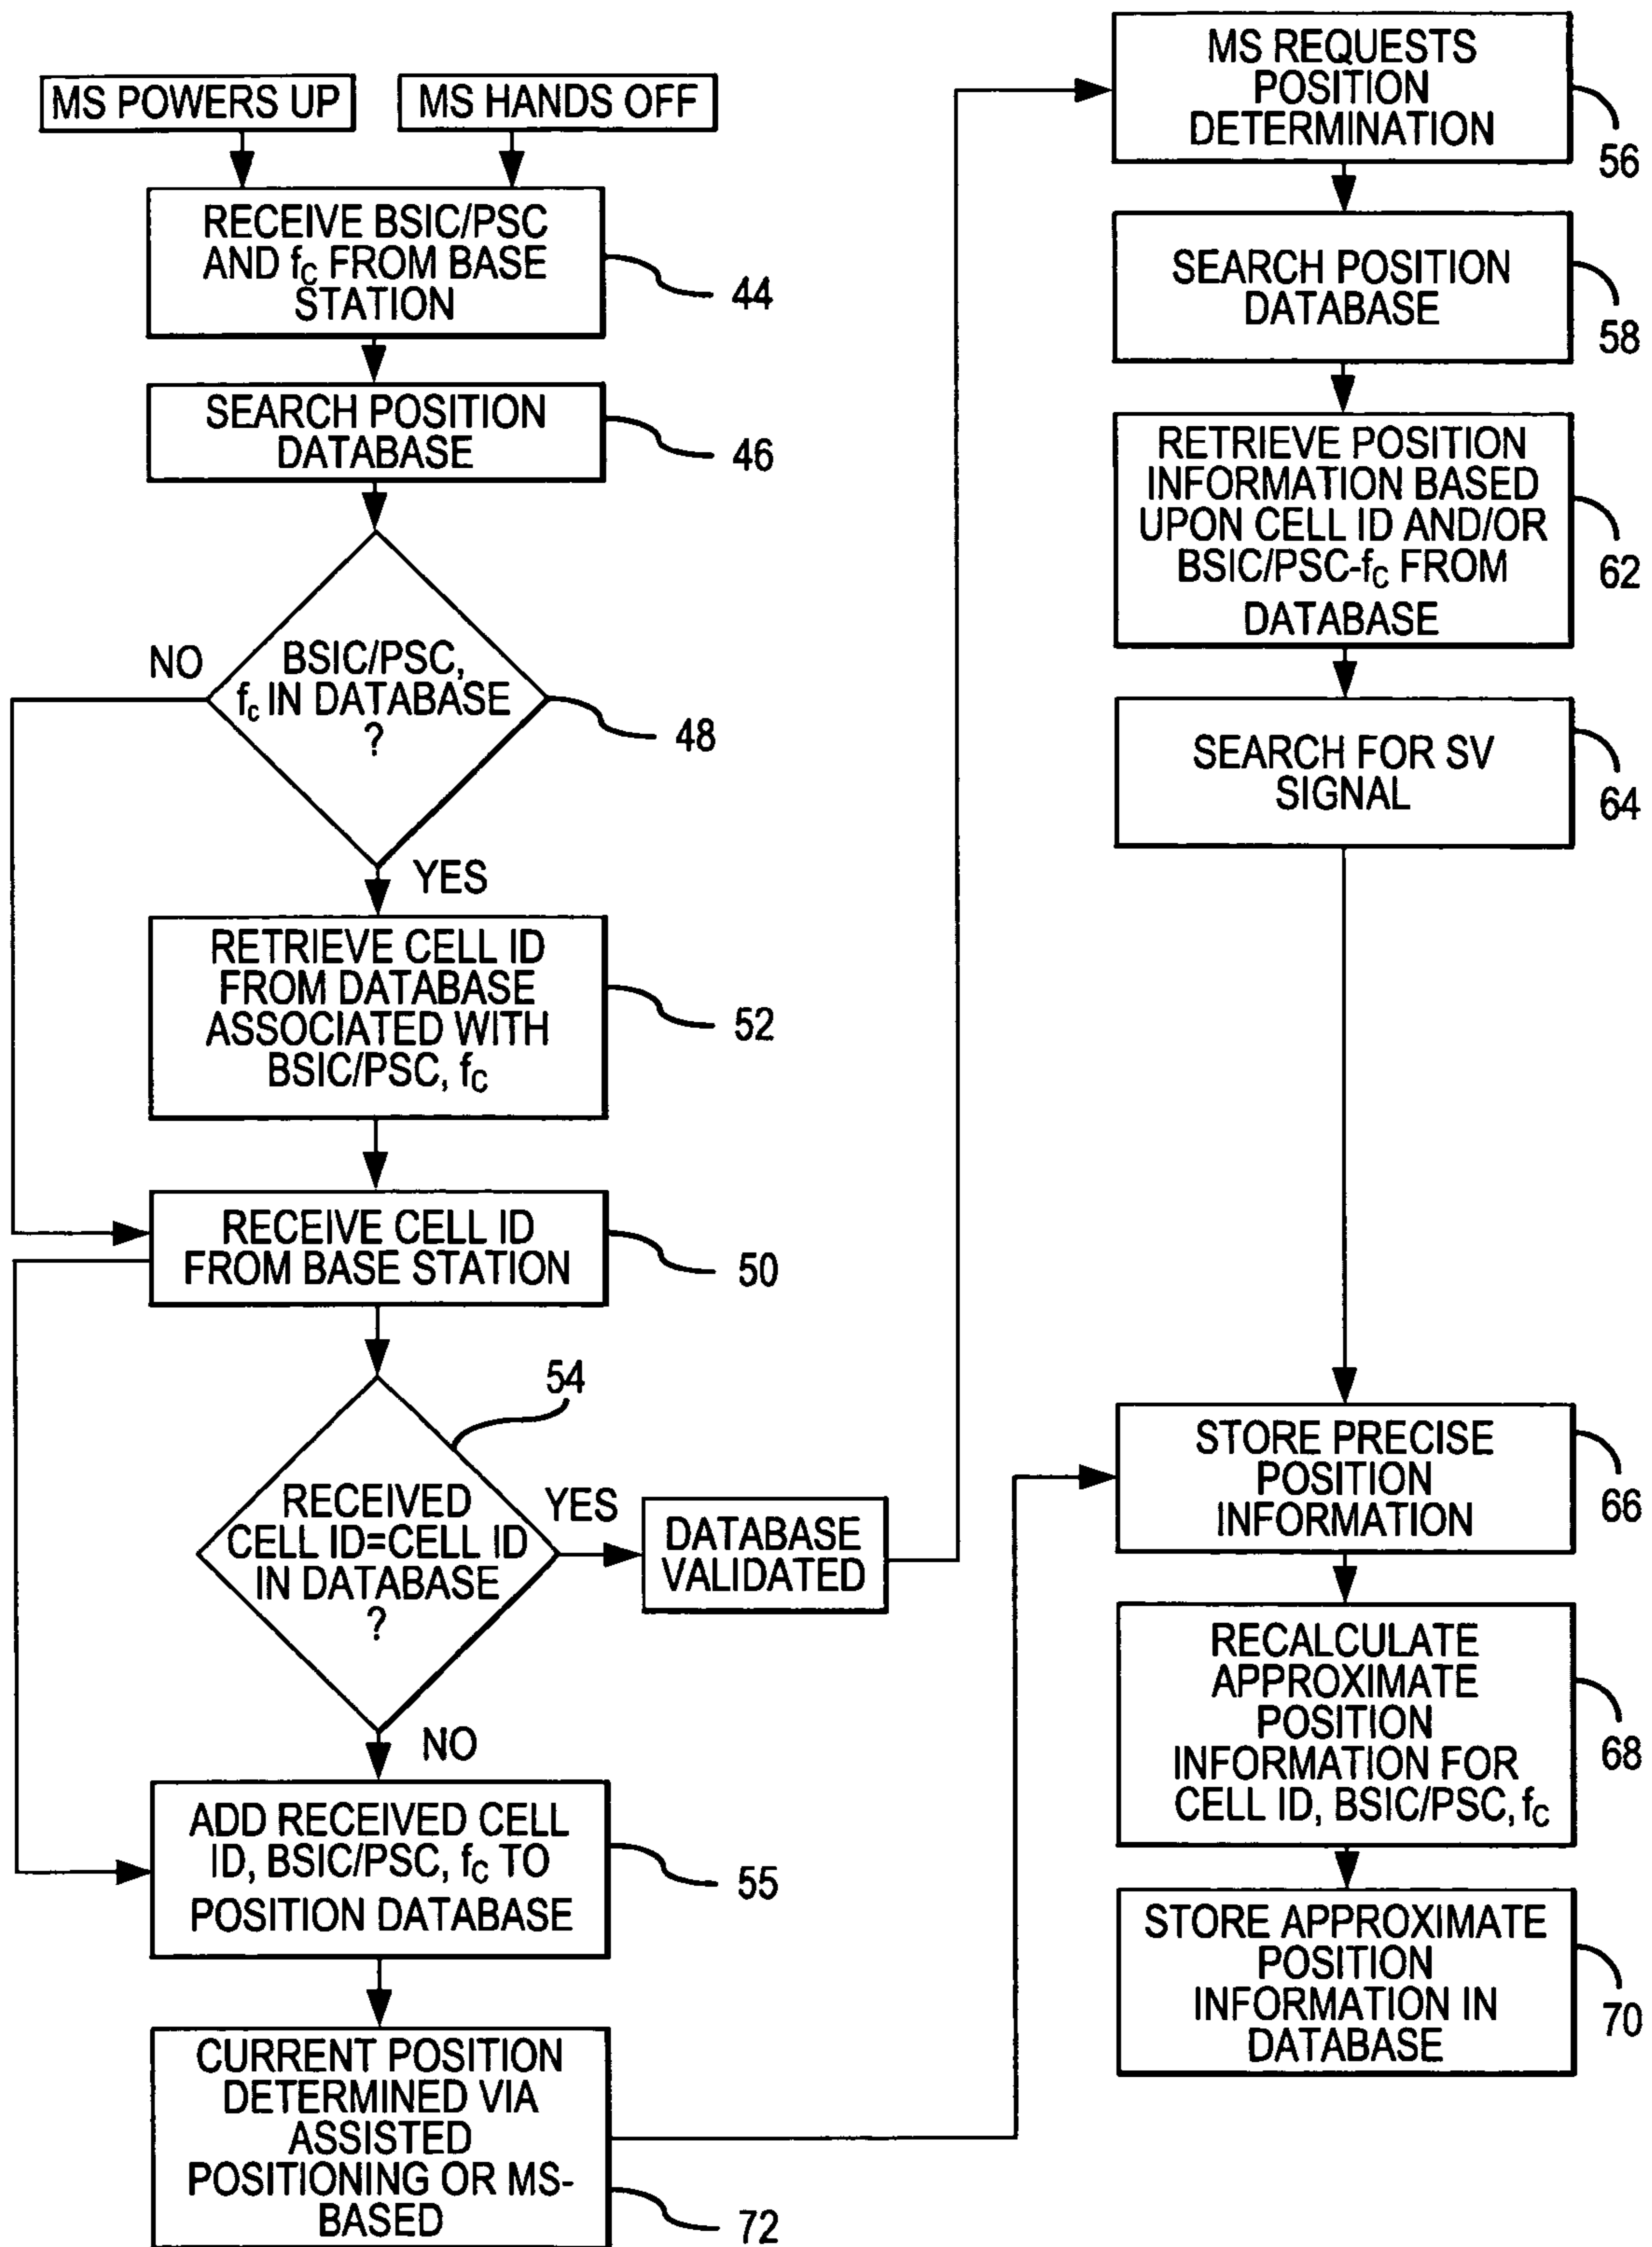 MS POWERS UP
MS HANDS OFF
RECEIVE BSIC/PSC
AND fC FROM BASE
STATION
44
SEARCH POSITION
DATABASE
46
NO
BSIC/PSC,
fc IN DATABASE
?
48
YES
RETRIEVE CELL ID
FROM DATABASE
ASSOCIATED WITH
BSIC/PSC, fC
52
RECEIVE CELL ID
FROM BASE STATION
50
54
RECEIVED
CELL ID=CELL ID
IN DATABASE
?
YES
DATABASE
VALIDATED
NO
ADD RECEIVED CELL
ID, BSIC/PSC, fC TO
POSITION DATABASE
55
CURRENT POSITION
DETERMINED VIA
ASSISTED
POSITIONING OR MS-
BASED
72
MS REQUESTS
POSITION
DETERMINATION
56
SEARCH POSITION
DATABASE
58
RETRIEVE POSITION
INFORMATION BASED
UPON CELL ID AND/OR
BSIC/PSC-fC FROM
DATABASE
62
SEARCH FOR SV
SIGNAL
64
STORE PRECISE
POSITION
INFORMATION
66
RECALCULATE
APPROXIMATE
POSITION
INFORMATION FOR
CELL ID, BSIC/PSC, fC
68
STORE APPROXIMATE
POSITION
INFORMATION IN
DATABASE
70